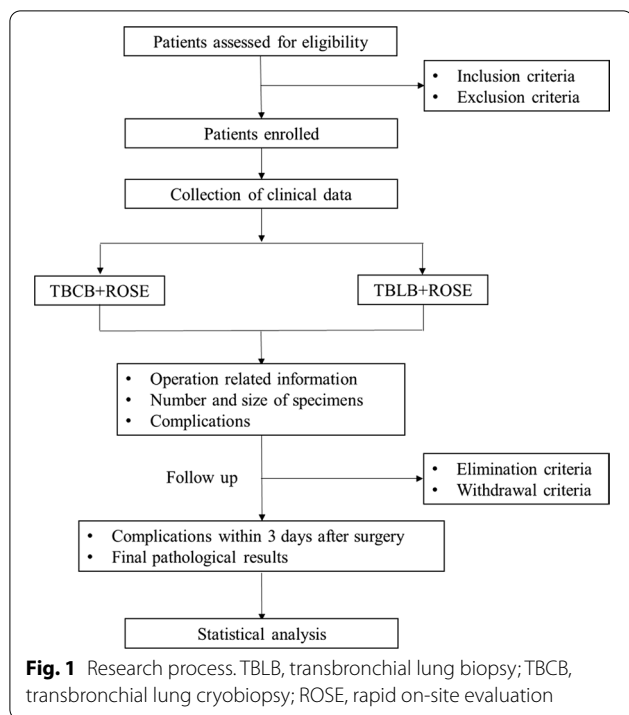 Patients assessed for eligibility
• Inclusion criteria
• Exclusion criteria
Patients enrolled
Collection of clinical data
TBCB+ROSE
TBLB+ROSE
• Operation related information
• Number and size of specimens
• Complications
Follow up
• Elimination criteria
• Withdrawal criteria
• Complications within 3 days after surgery
• Final pathological results
Statistical analysis
Fig. 1 Research process. TBLB, transbronchial lung biopsy; TBCB,
transbronchial lung cryobiopsy; ROSE, rapid on-site evaluation